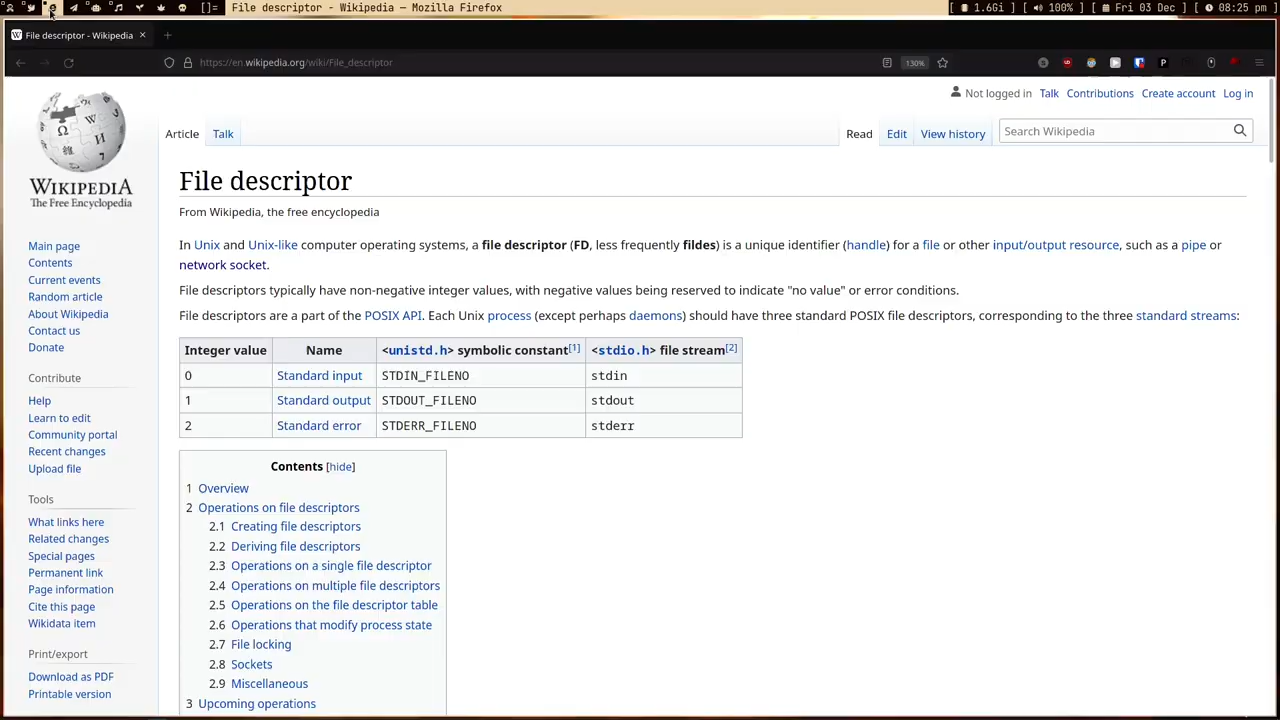 []= File descriptor - Wikipedia — Mozilla Firefox [ 1.6Gi ] [ 100% ] [ Fri 03 Dec ] [ 08:25 pm ]
File descriptor - Wikipedia × +
https://en.wikipedia.org/wiki/File_descriptor 130%
Not logged in Talk Contributions Create account Log in
Article Talk Read Edit View history Search Wikipedia
WIKIPEDIA
The Free Encyclopedia
File descriptor
From Wikipedia, the free encyclopedia
In Unix and Unix-like computer operating systems, a file descriptor (FD, less frequently fildes) is a unique identifier (handle) for a file or other input/output resource, such as a pipe or
network socket.
File descriptors typically have non-negative integer values, with negative values being reserved to indicate "no value" or error conditions.
File descriptors are a part of the POSIX API. Each Unix process (except perhaps daemons) should have three standard POSIX file descriptors, corresponding to the three standard streams:
Integer value Name <unistd.h> symbolic constant[1] <stdio.h> file stream[2]
0 Standard input STDIN_FILENO stdin
1 Standard output STDOUT_FILENO stdout
2 Standard error STDERR_FILENO stderr
Contents [hide]
1 Overview
2 Operations on file descriptors
2.1 Creating file descriptors
2.2 Deriving file descriptors
2.3 Operations on a single file descriptor
2.4 Operations on multiple file descriptors
2.5 Operations on the file descriptor table
2.6 Operations that modify process state
2.7 File locking
2.8 Sockets
2.9 Miscellaneous
3 Upcoming operations
Main page
Contents
Current events
Random article
About Wikipedia
Contact us
Donate
Contribute
Help
Learn to edit
Community portal
Recent changes
Upload file
Tools
What links here
Related changes
Special pages
Permanent link
Page information
Cite this page
Wikidata item
Print/export
Download as PDF
Printable version